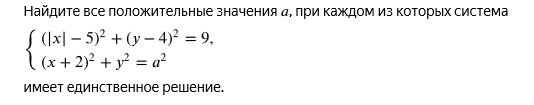 Найдите все положительные значения a, при каждом из которых система
(|x| − 5)² + (y − 4)² = 9,
(x + 2)² + y² = a²
имеет единственное решение.